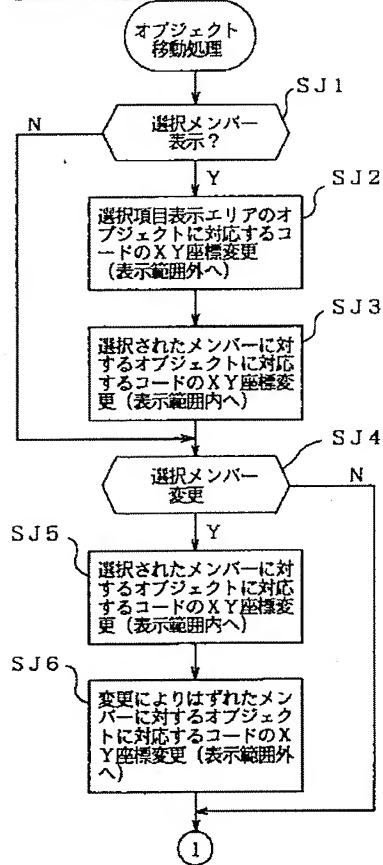 オブジェクト
移動処理
SJ1
N
選択メンバー
表示?
Y
SJ2
選択項目表示エリアのオ
ブジェクトに対応するコ
ードのXY座標変更
(表示範囲外へ)
SJ3
選択されたメンバーに対
するオブジェクトに対応
するコードのXY座標変
更(表示範囲内へ)
SJ4
選択メンバー
変更
N
Y
SJ5
選択されたメンバーに対
するオブジェクトに対応
するコードのXY座標変
更(表示範囲内へ)
SJ6
変更によりはずれたメン
バーに対するオブジェク
トに対応するコードのX
Y座標変更(表示範囲外
へ)
1